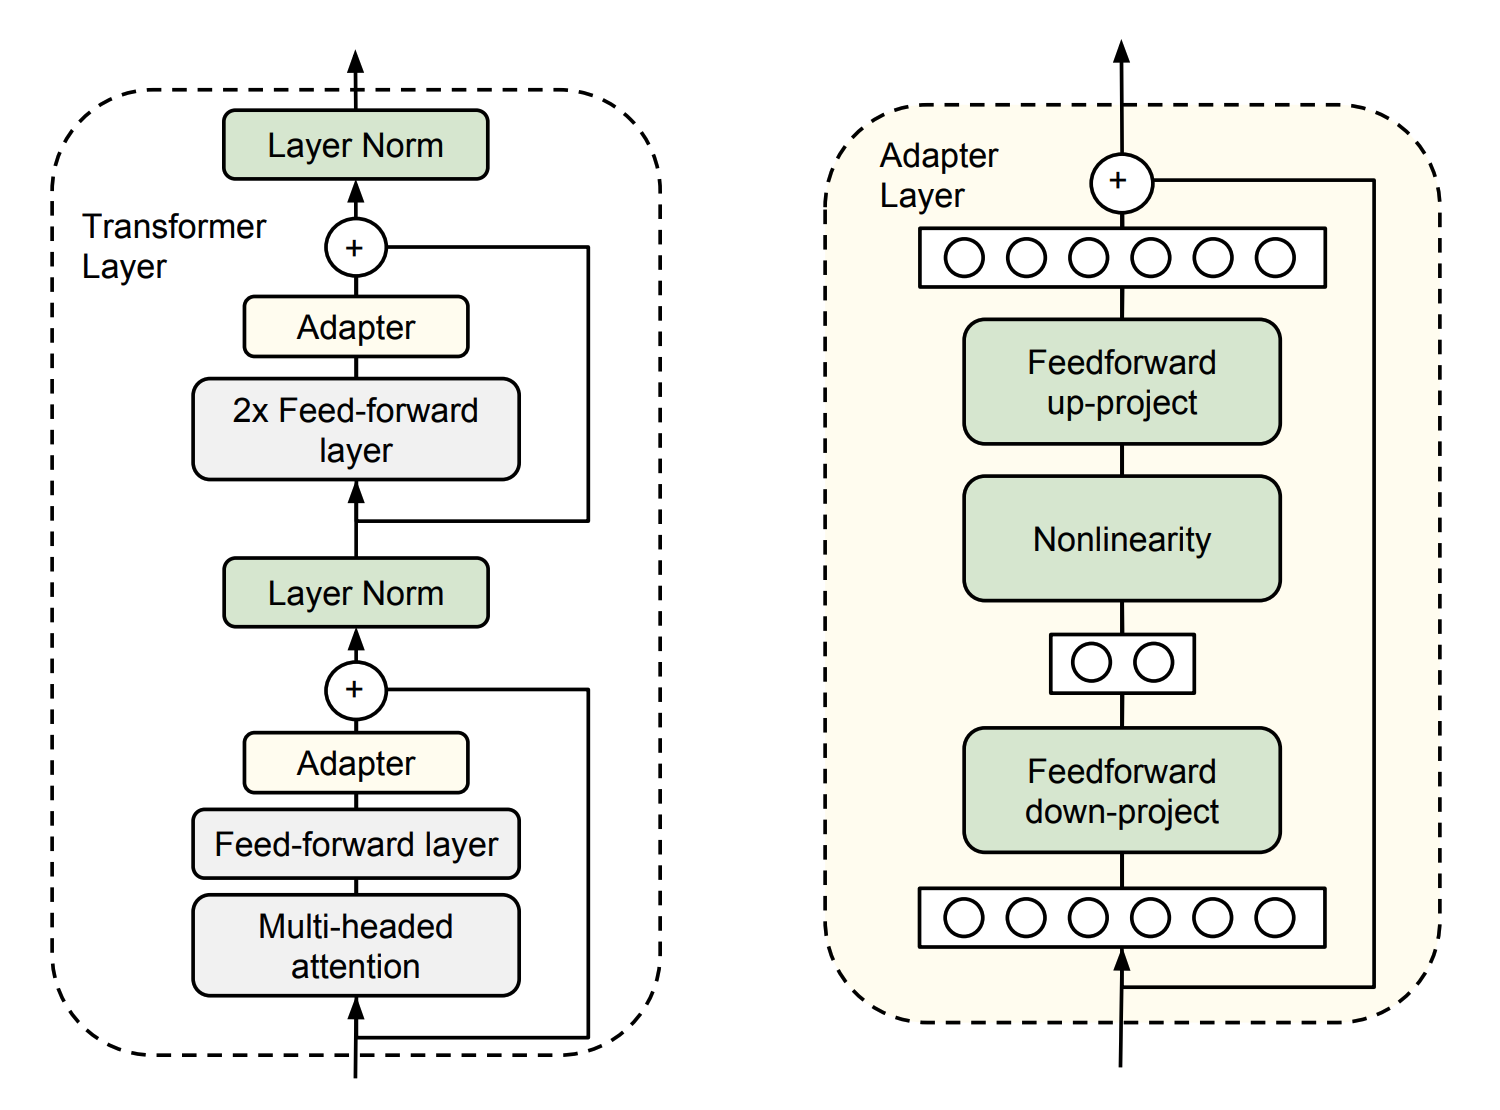 Layer Norm
Transformer
Layer
+
Adapter
2x Feed-forward
layer
Layer Norm
+
Adapter
Feed-forward layer
Multi-headed
attention
Adapter
Layer
+
Feedforward
up-project
Nonlinearity
Feedforward
down-project